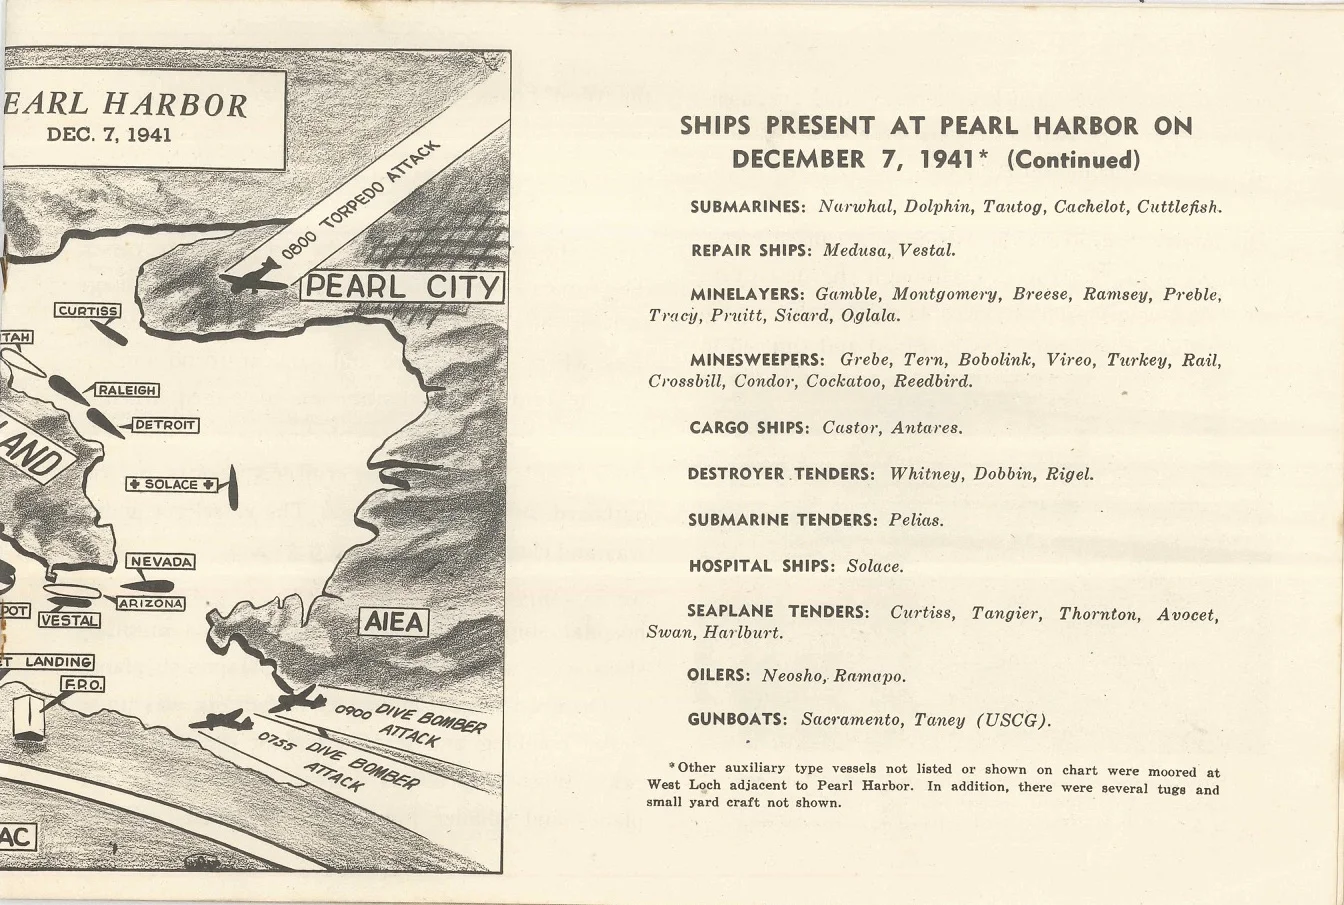 EARL HARBOR
DEC. 7, 1941
0800 TORPEDO ATTACK
PEARL CITY
CURTISS
TAH
RALEIGH
DETROIT
LAND
SOLACE
NEVADA
ARIZONA
POT
VESTAL
AIEA
T LANDING
F.P.O.
0900 DIVE BOMBER
ATTACK
0755 DIVE BOMBER
ATTACK
AC
SHIPS PRESENT AT PEARL HARBOR ON
DECEMBER 7, 1941* (Continued)
SUBMARINES: Narwhal, Dolphin, Tautog, Cachelot, Cuttlefish.
REPAIR SHIPS: Medusa, Vestal.
MINELAYERS: Gamble, Montgomery, Breese, Ramsey, Preble,
Tracy, Pruitt, Sicard, Oglala.
MINESWEEPERS: Grebe, Tern, Bobolink, Vireo, Turkey, Rail,
Crossbill, Condor, Cockatoo, Reedbird.
CARGO SHIPS: Castor, Antares.
DESTROYER TENDERS: Whitney, Dobbin, Rigel.
SUBMARINE TENDERS: Pelias.
HOSPITAL SHIPS: Solace.
SEAPLANE TENDERS: Curtiss, Tangier, Thornton, Avocet,
Swan, Harlburt.
OILERS: Neosho, Ramapo.
GUNBOATS: Sacramento, Taney (USCG).
*Other auxiliary type vessels not listed or shown on chart were moored at
West Loch adjacent to Pearl Harbor. In addition, there were several tugs and
small yard craft not shown.